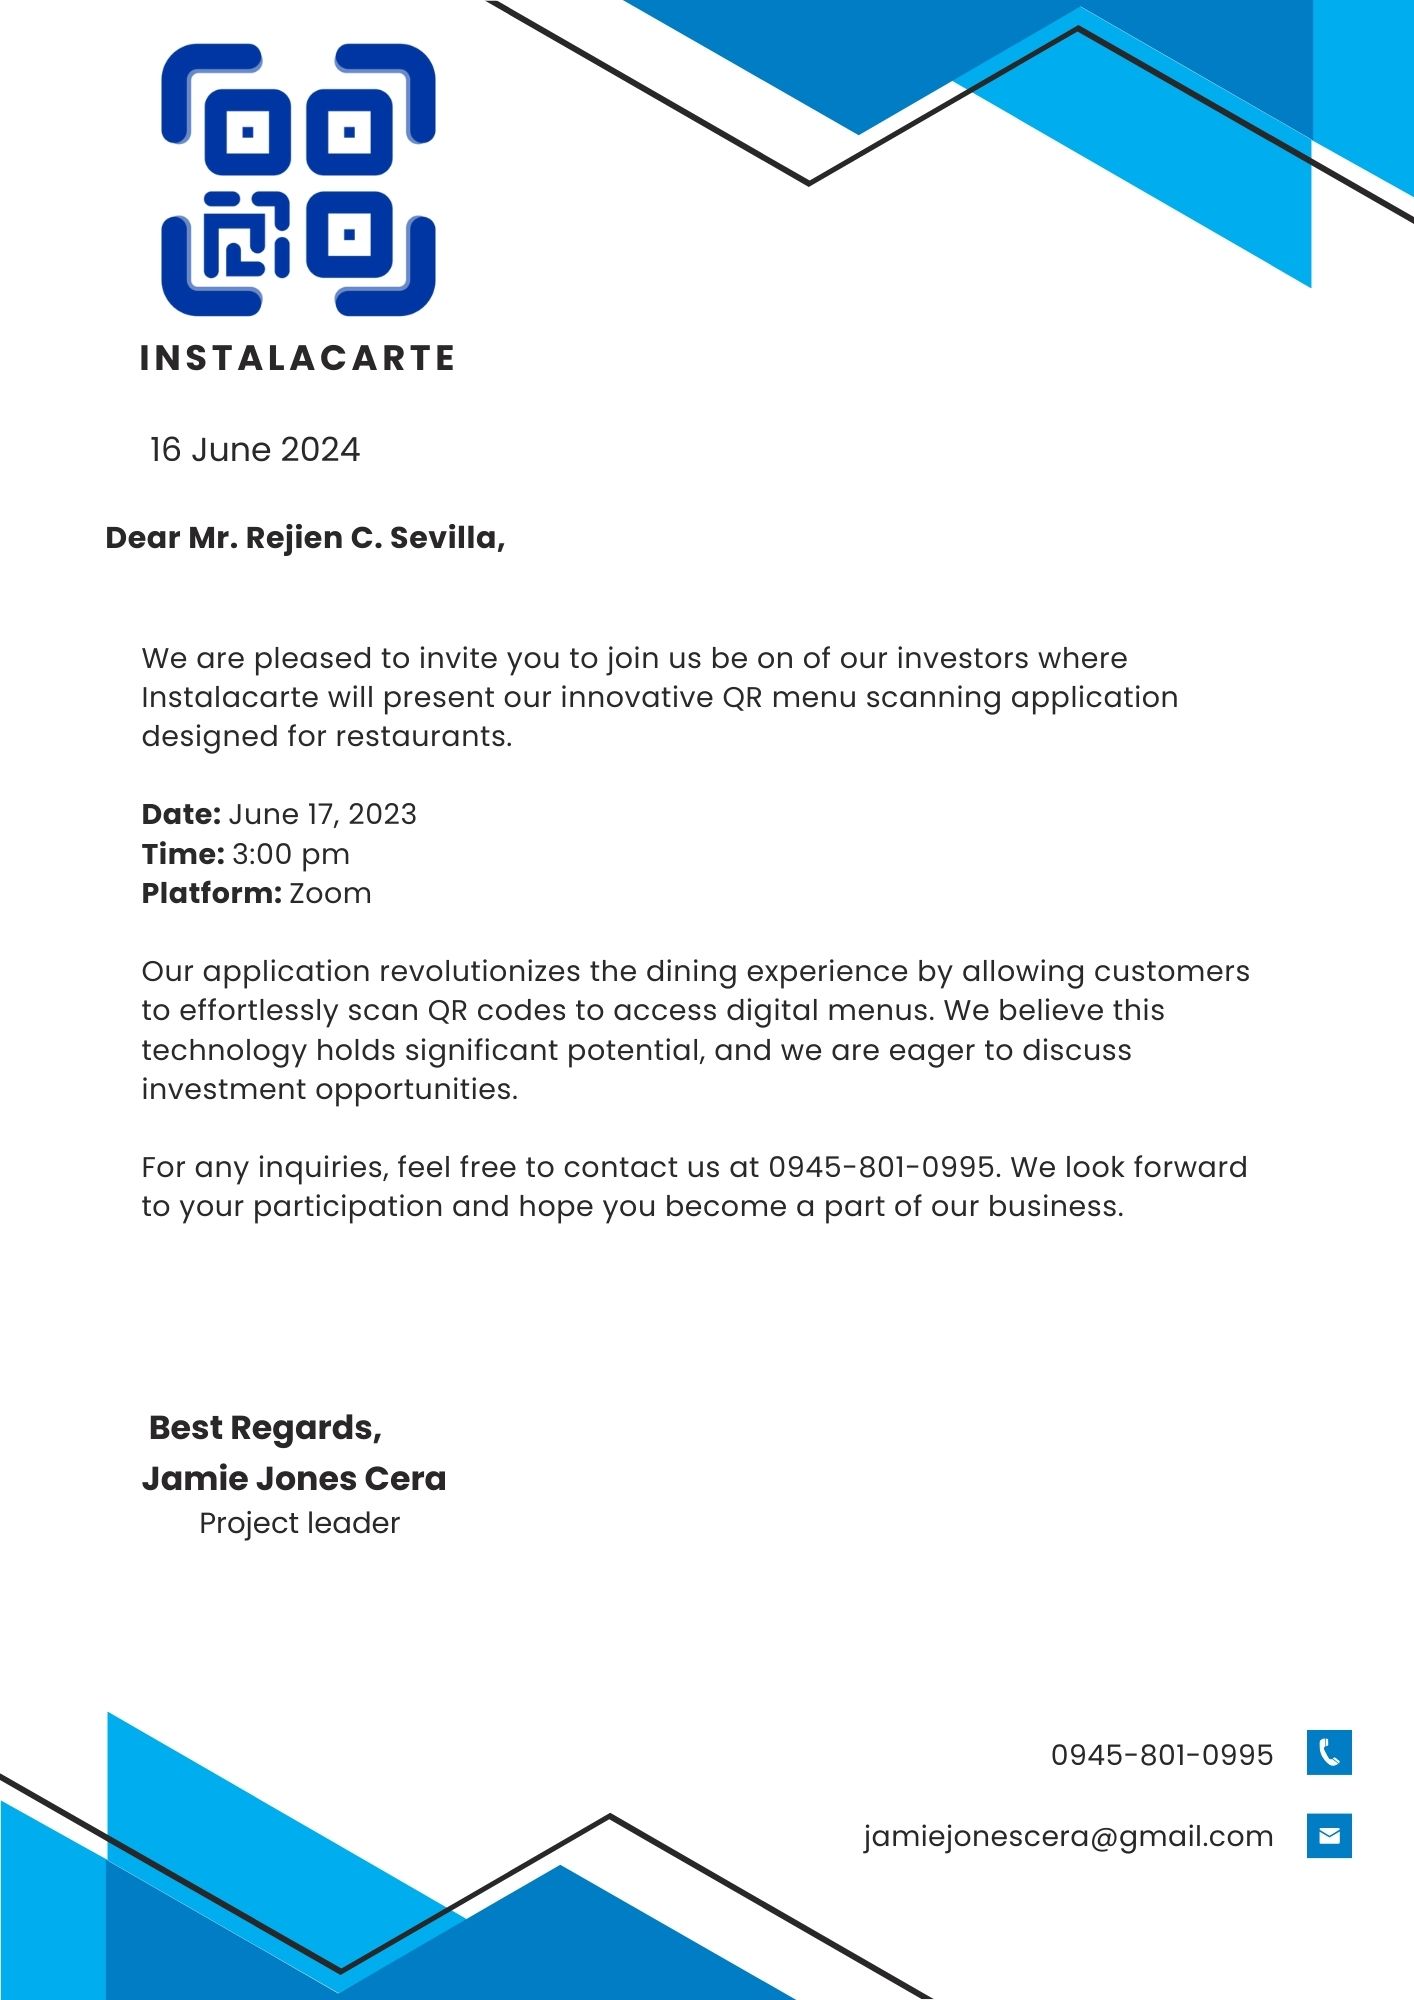 INSTALACARTE
16 June 2024
Dear Mr. Rejien C. Sevilla,
We are pleased to invite you to join us be on of our investors where
Instalacarte will present our innovative QR menu scanning application
designed for restaurants.
Date: June 17, 2023
Time: 3:00 pm
Platform: Zoom
Our application revolutionizes the dining experience by allowing customers
to effortlessly scan QR codes to access digital menus. We believe this
technology holds significant potential, and we are eager to discuss
investment opportunities.
For any inquiries, feel free to contact us at 0945-801-0995. We look forward
to your participation and hope you become a part of our business.
Best Regards,
Jamie Jones Cera
Project leader
0945-801-0995
jamiejonescera@gmail.com